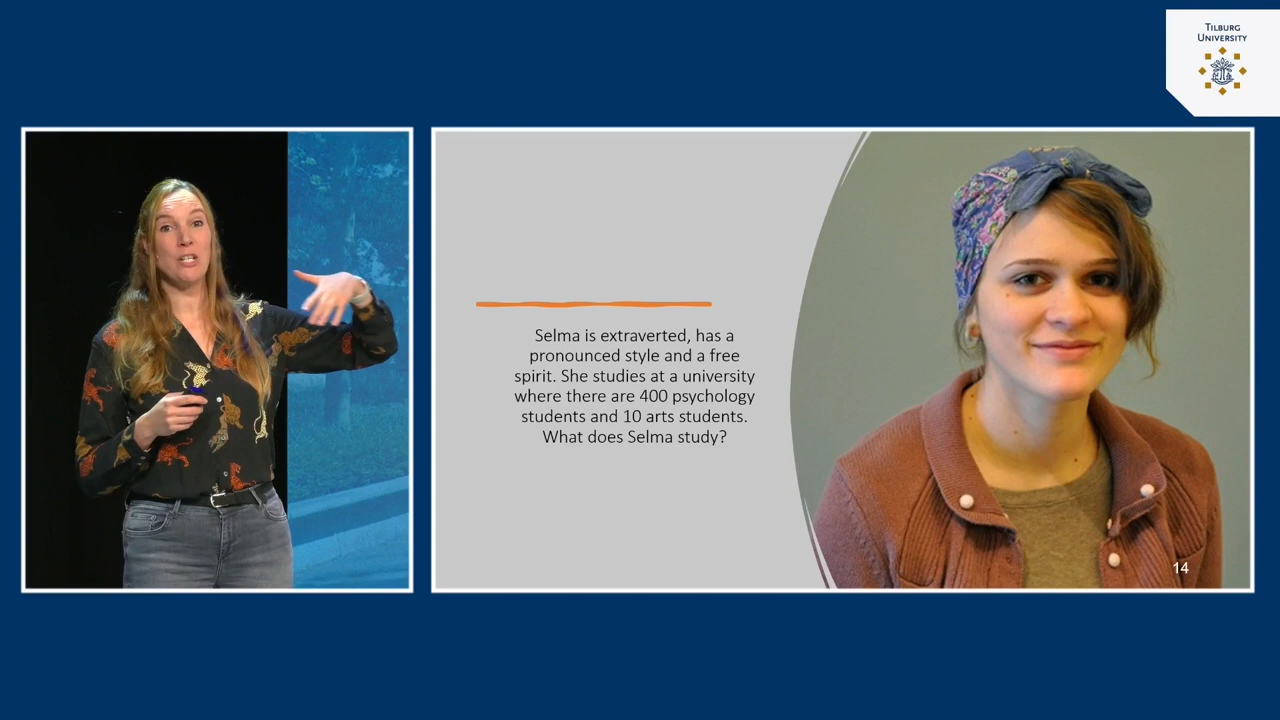 TILBURG
UNIVERSITY
Selma is extraverted, has a
pronounced style and a free
spirit. She studies at a university
where there are 400 psychology
students and 10 arts students.
What does Selma study?
14